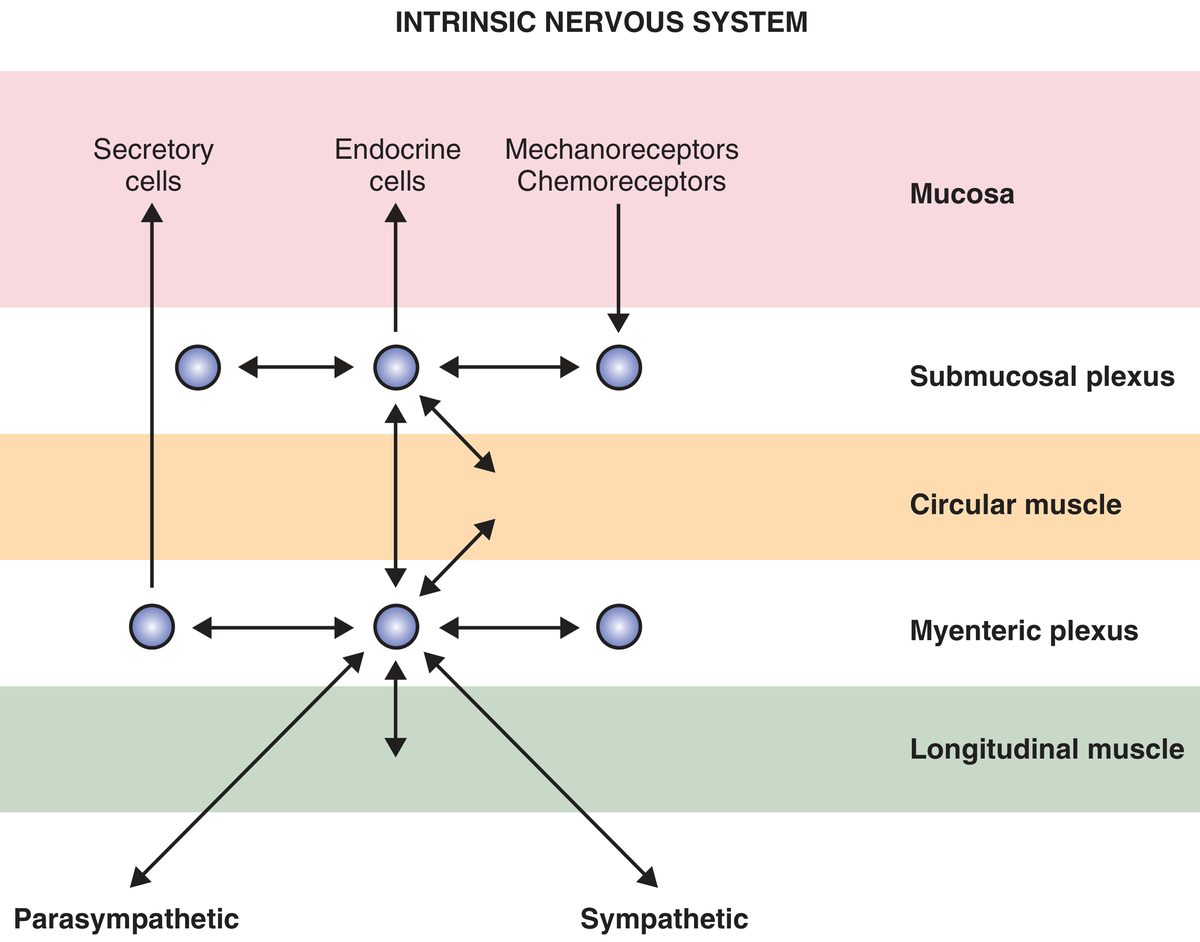 INTRINSIC NERVOUS SYSTEM
Secretory
cells
Endocrine
cells
Mechanoreceptors
Chemoreceptors
Mucosa
Submucosal plexus
Circular muscle
Myenteric plexus
Longitudinal muscle
Parasympathetic
Sympathetic